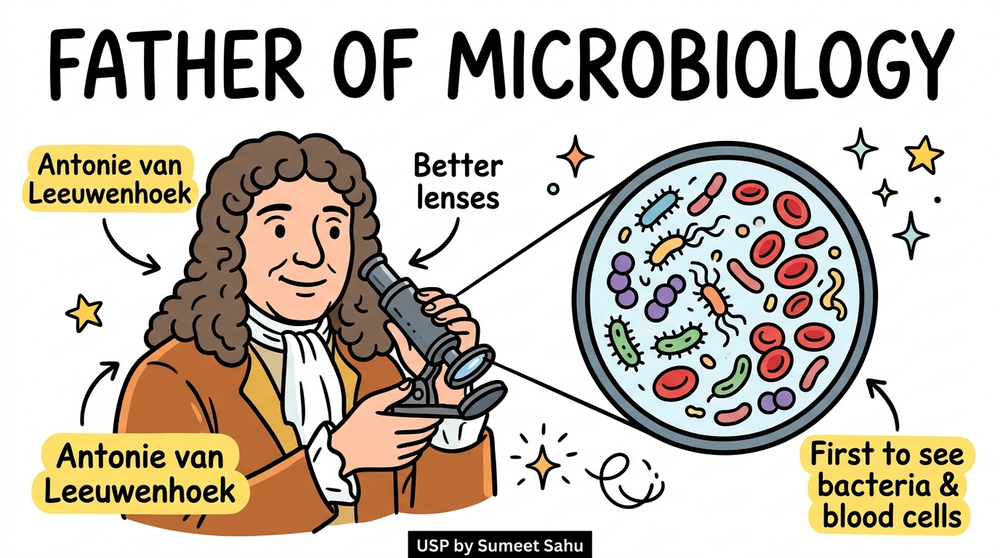 FATHER OF MICROBIOLOGY
Antonie van
Leeuwenhoek
Better
lenses
Antonie van
Leeuwenhoek
First to see
bacteria &
blood cells
USP by Sumeet Sahu